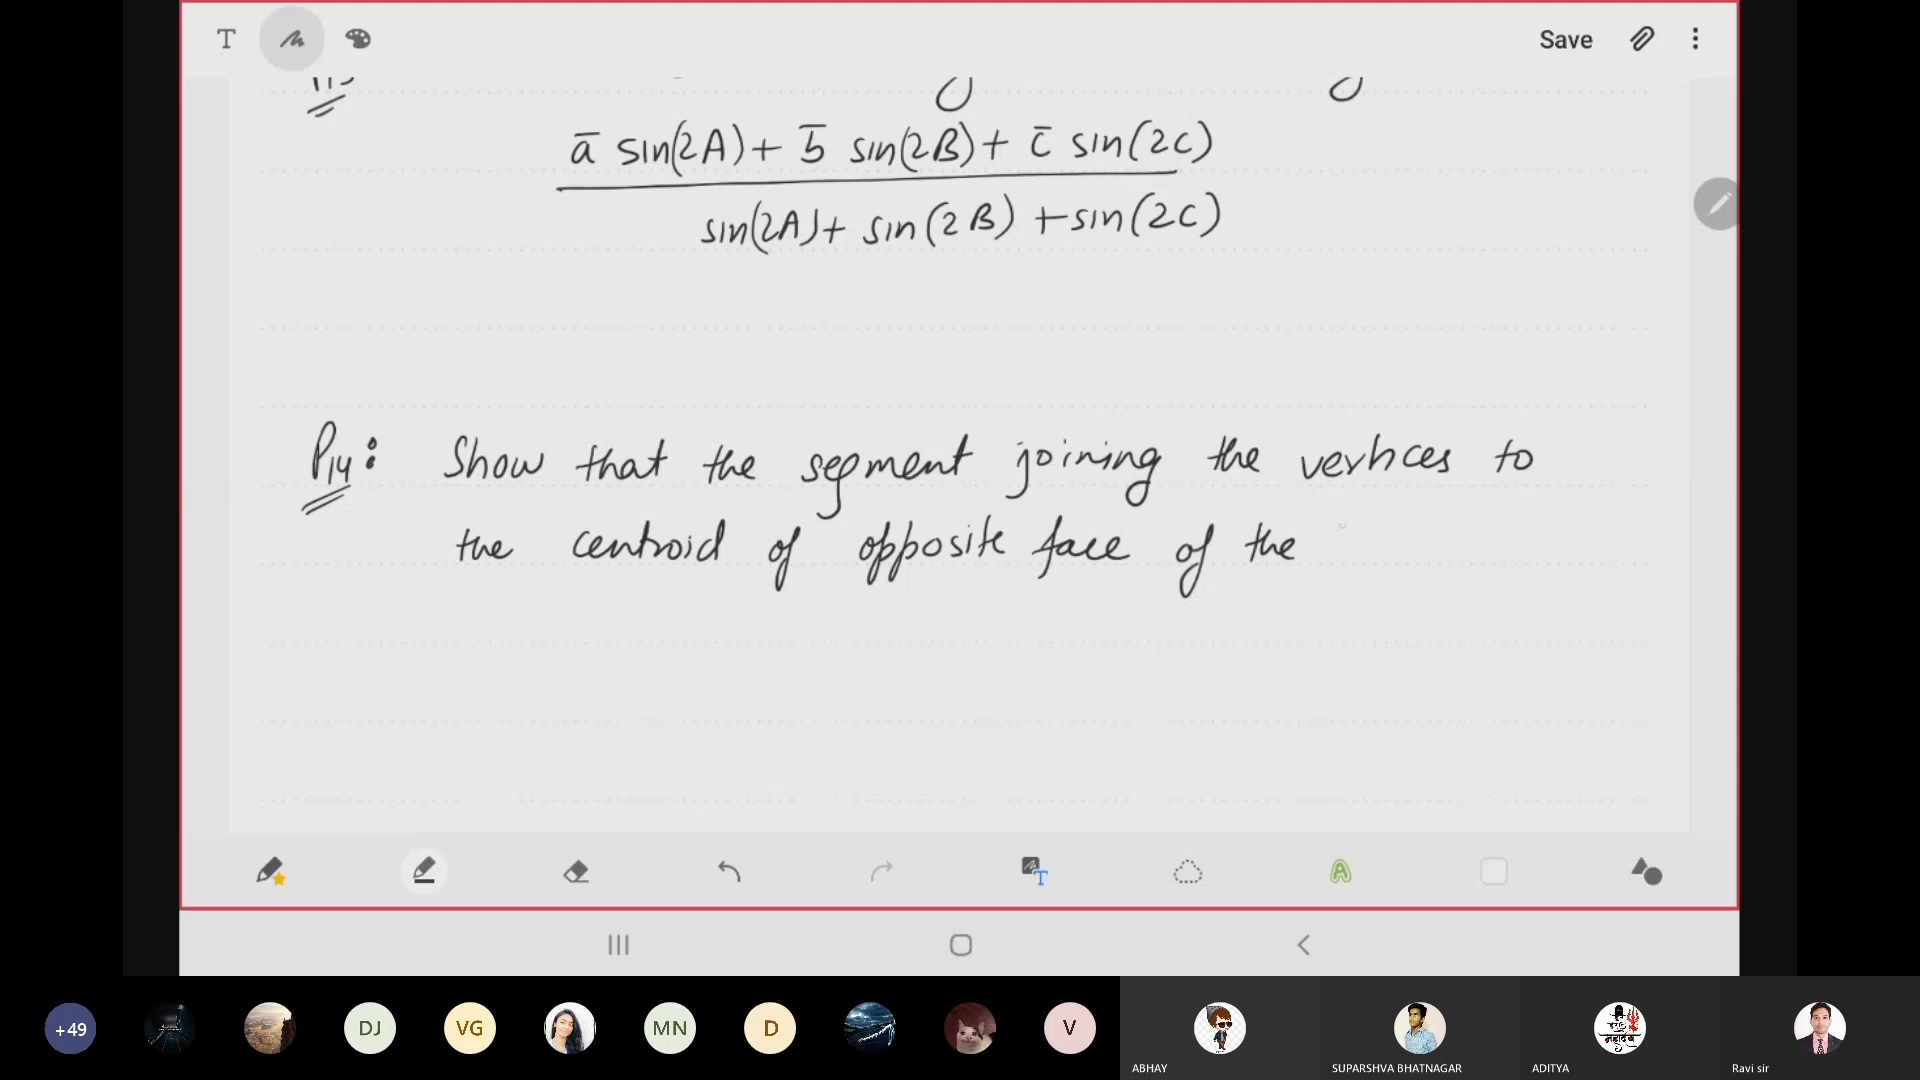 T
Save
ā sin(2A) + b̄ sin(2B) + c̄ sin(2C)
sin(2A) + sin(2B) + sin(2C)
P14: Show that the segment joining the vertices to
the centroid of opposite face of the
T
A
+49
DJ
VG
MN
D
V
ABHAY
SUPARSHVA BHATNAGAR
ADITYA
Ravi sir